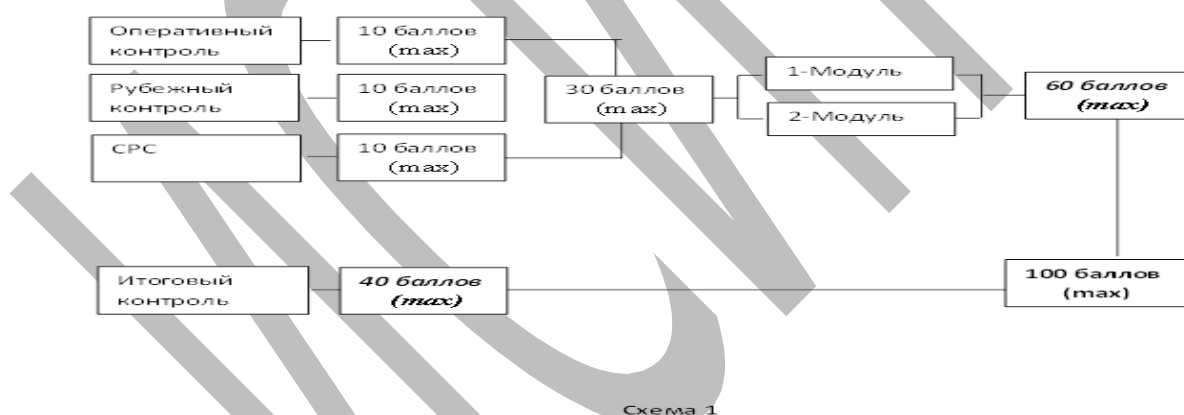 Оперативный
контроль
10 баллов
(max)
Рубежный
контроль
10 баллов
(max)
СРС
10 баллов
(max)
30 баллов
(max)
1-Модуль
2-Модуль
60 баллов
(max)
Итоговый
контроль
40 баллов
(max)
100 баллов
(max)
Схема 1